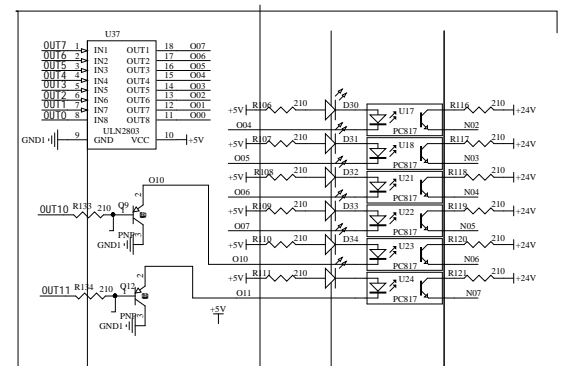 U37
OUT7 1 IN1 OUT1 18 O07
OUT6 2 IN2 OUT2 17 O06
OUT5 3 IN3 OUT3 16 O05
OUT4 4 IN4 OUT4 15 O04
OUT3 5 IN5 OUT5 14 O03
OUT2 6 IN6 OUT6 13 O02
OUT1 7 IN7 OUT7 12 O01
OUT0 8 IN8 OUT8 11 O00
ULN2803
GND1 9 GND VCC 10 +5V
+5V R106 210 D30 U17 R116 210 +24V
O04 PC817 N02
+5V R107 210 D31 U18 R117 210 +24V
O05 PC817 N03
+5V R108 210 D32 U21 R118 210 +24V
O06 PC817 N04
+5V R109 210 D33 U22 R119 210 +24V
O07 PC817 N05
+5V R110 210 D34 U23 R120 210 +24V
O10 PC817 N06
+5V R111 210 U24 R121 210 +24V
O11 PC817 N07
O10
OUT10 R133 210 Q9 1 2 3
PNP
GND1
O11
OUT11 R134 210 Q12 1 2 3
PNP
GND1
+5V